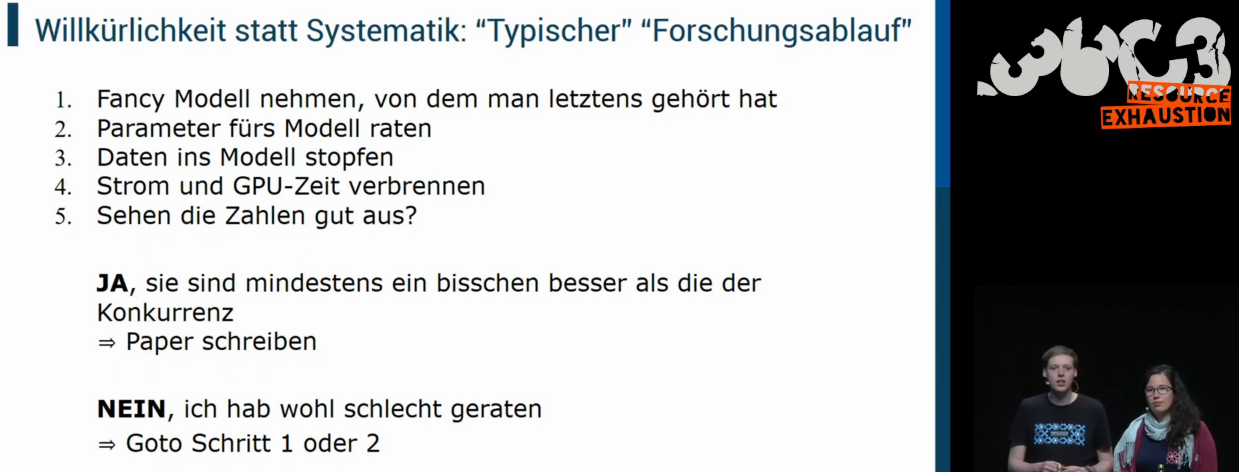 Willkürlichkeit statt Systematik: “Typischer” “Forschungsablauf”
1. Fancy Modell nehmen, von dem man letztens gehört hat
2. Parameter fürs Modell raten
3. Daten ins Modell stopfen
4. Strom und GPU-Zeit verbrennen
5. Sehen die Zahlen gut aus?
JA, sie sind mindestens ein bisschen besser als die der
Konkurrenz
⇒ Paper schreiben
NEIN, ich hab wohl schlecht geraten
⇒ Goto Schritt 1 oder 2
36C3
RESOURCE
EXHAUSTION